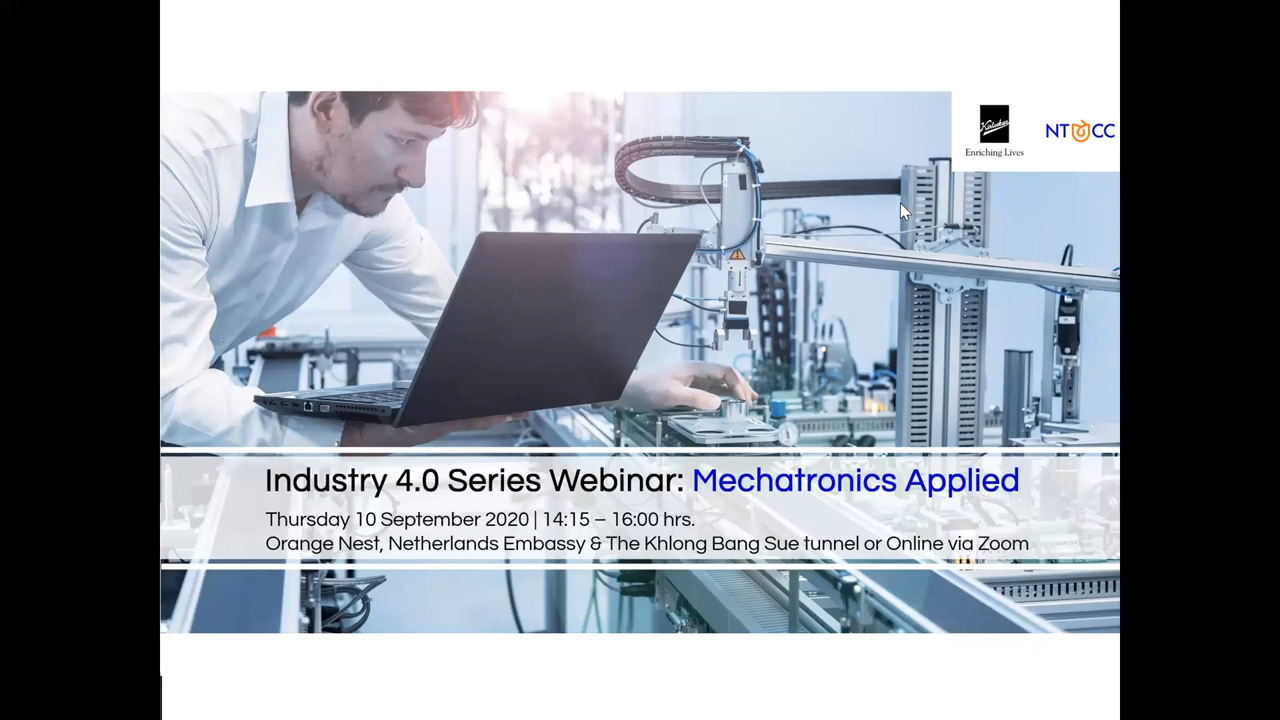 Kirloskar
Enriching Lives
NTCC
Industry 4.0 Series Webinar: Mechatronics Applied
Thursday 10 September 2020 | 14:15 – 16:00 hrs.
Orange Nest, Netherlands Embassy & The Khlong Bang Sue tunnel or Online via Zoom